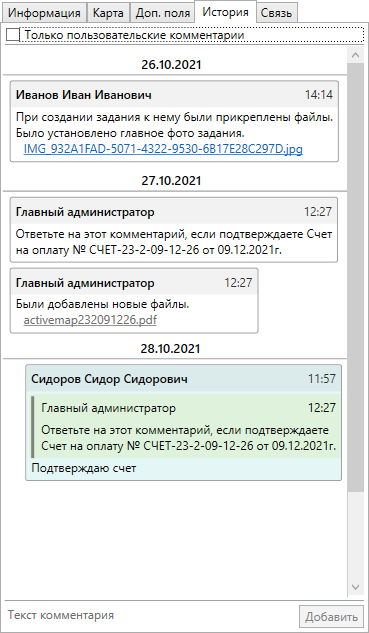 Информация Карта Доп. поля История Связь
Только пользовательские комментарии
26.10.2021
Иванов Иван Иванович 14:14
При создании задания к нему были прикреплены файлы.
Было установлено главное фото задания.
IMG_932A1FAD-5071-4322-9530-6B17E28C297D.jpg
27.10.2021
Главный администратор 12:27
Ответьте на этот комментарий, если подтверждаете Счет
на оплату № СЧЕТ-23-2-09-12-26 от 09.12.2021г.
Главный администратор 12:27
Были добавлены новые файлы.
activemap232091226.pdf
28.10.2021
Сидоров Сидор Сидорович 11:57
Главный администратор 12:27
Ответьте на этот комментарий, если подтверждаете
Счет на оплату № СЧЕТ-23-2-09-12-26 от 09.12.2021г.
Подтверждаю счет
Текст комментария Добавить